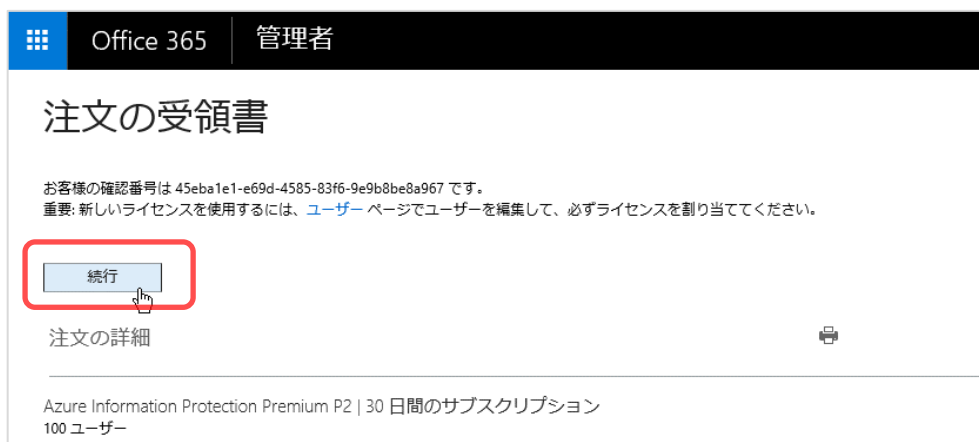 Office 365 管理者
注文の受領書
お客様の確認番号は 45eba1e1-e69d-4585-83f6-9e9b8be8a967 です。
重要: 新しいライセンスを使用するには、ユーザー ページでユーザーを編集して、必ずライセンスを割り当ててください。
続行
注文の詳細
Azure Information Protection Premium P2 | 30 日間のサブスクリプション
100 ユーザー